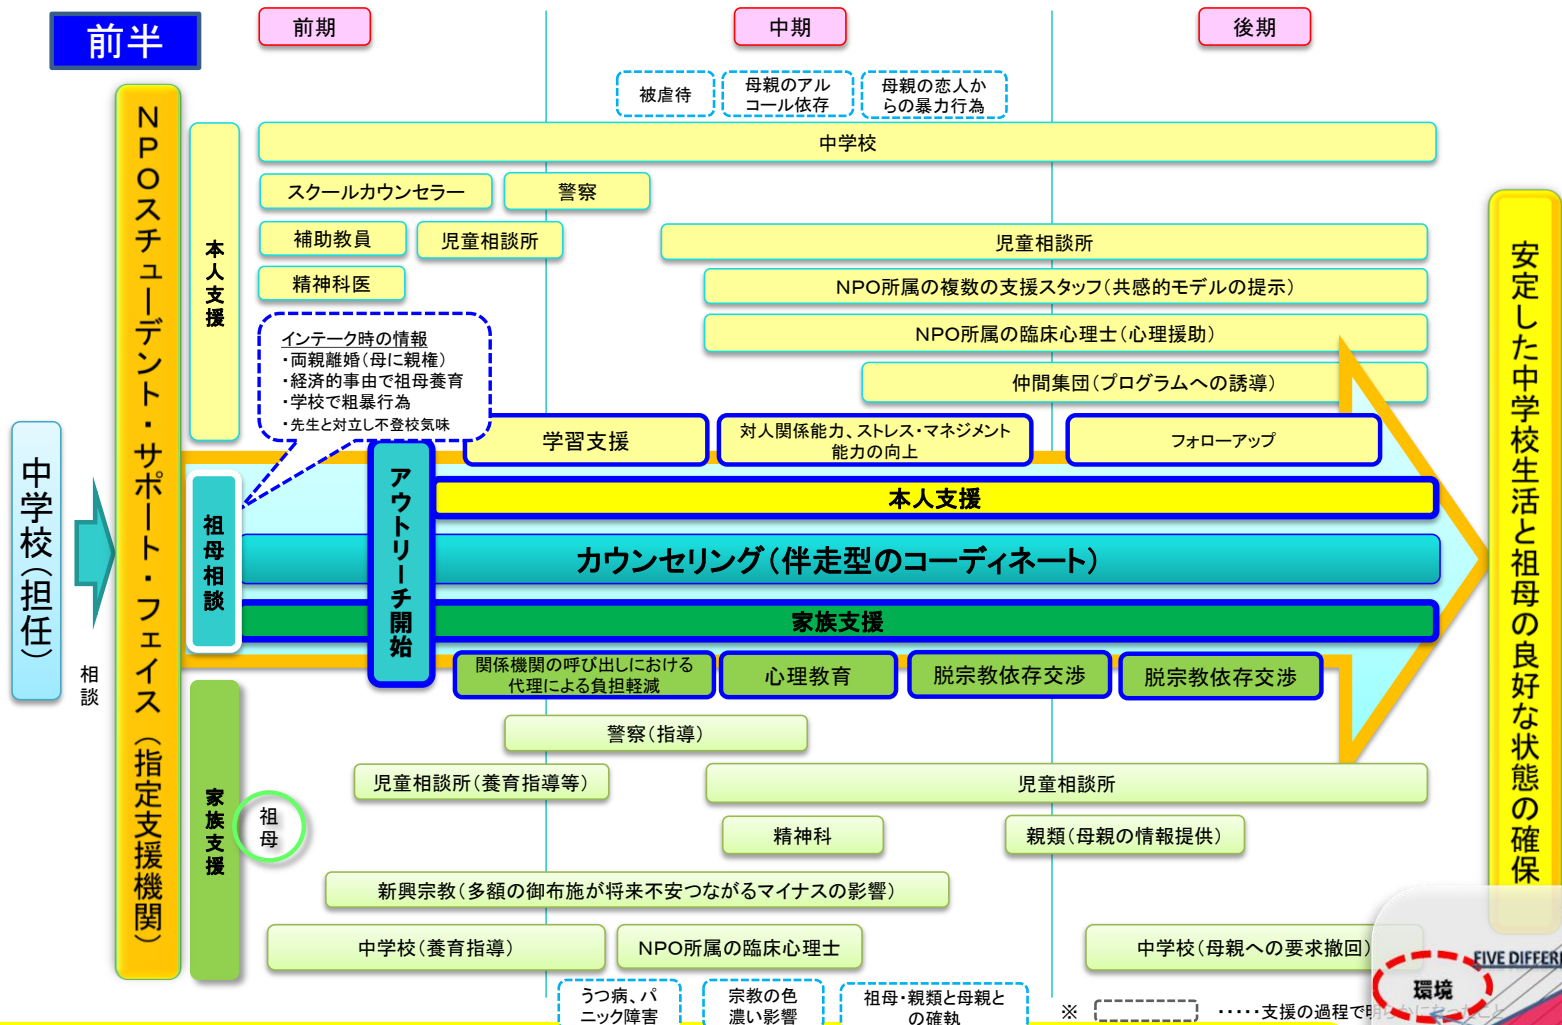 前半
前期
中期
後期
被虐待
母親のアル
コール依存
母親の恋人か
らの暴力行為
中学校
スクールカウンセラー
警察
補助教員
児童相談所
児童相談所
精神科医
NPO所属の複数の支援スタッフ(共感的モデルの提示)
NPO所属の臨床心理士(心理援助)
仲間集団(プログラムへの誘導)
本人支援
インテーク時の情報
・両親離婚(母に親権)
・経済的事由で祖母養育
・学校で粗暴行為
・先生と対立し不登校気味
学習支援
対人関係能力、ストレス・マネジメント
能力の向上
フォローアップ
中学校(担任)
相談
NPOスチューデント・サポート・フェイス(指定支援機関)
祖母相談
アウトリーチ開始
本人支援
カウンセリング(伴走型のコーディネート)
家族支援
関係機関の呼び出しにおける
代理による負担軽減
心理教育
脱宗教依存交渉
脱宗教依存交渉
警察(指導)
児童相談所(養育指導等)
児童相談所
家族支援
祖母
精神科
親類(母親の情報提供)
新興宗教(多額の御布施が将来不安つながるマイナスの影響)
中学校(養育指導)
NPO所属の臨床心理士
中学校(母親への要求撤回)
安定した中学校生活と祖母の良好な状態の確保
うつ病、パ
ニック障害
宗教の色
濃い影響
祖母・親類と母親と
の確執
※
・・・・・支援の過程で明らかになったこと
FIVE DIFFERE
環境